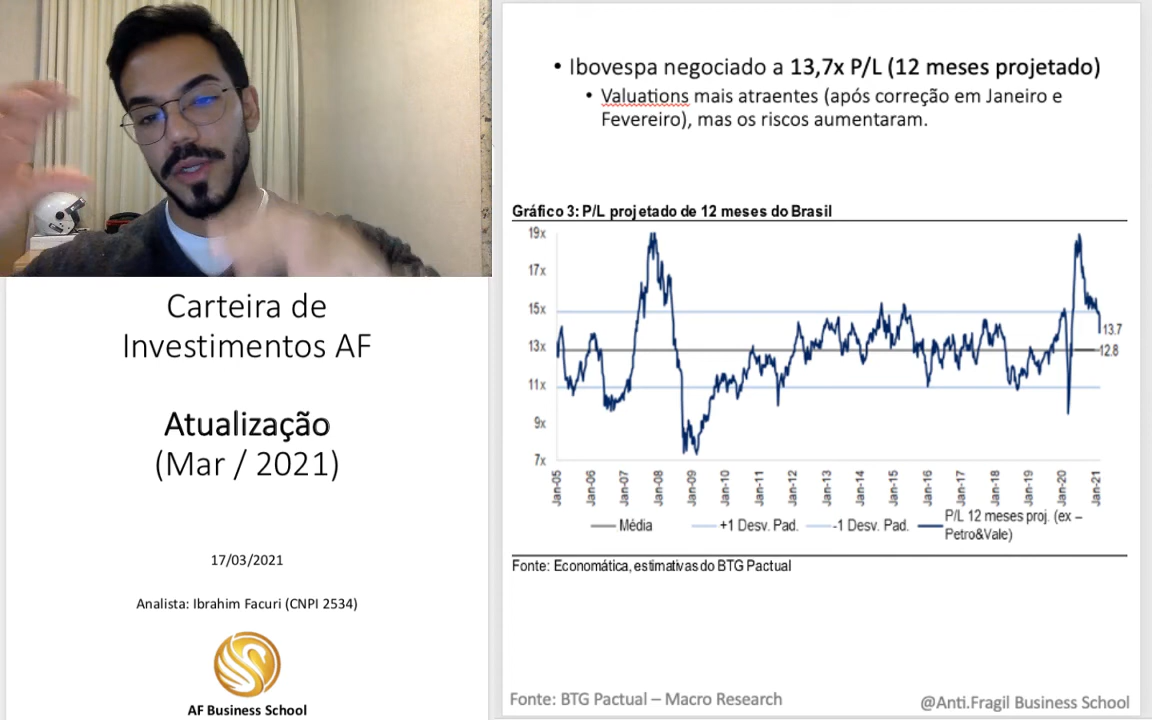 Carteira de
Investimentos AF
Atualização
(Mar / 2021)
17/03/2021
Analista: Ibrahim Facuri (CNPI 2534)
AF Business School
• Ibovespa negociado a 13,7x P/L (12 meses projetado)
• Valuations mais atraentes (após correção em Janeiro e
Fevereiro), mas os riscos aumentaram.
Gráfico 3: P/L projetado de 12 meses do Brasil
19x
17x
15x
13x
11x
9x
7x
13.7
12.8
Jan-05
Jan-06
Jan-07
Jan-08
Jan-09
Jan-10
Jan-11
Jan-12
Jan-13
Jan-14
Jan-15
Jan-16
Jan-17
Jan-18
Jan-19
Jan-20
Jan-21
Média
+1 Desv. Pad.
-1 Desv. Pad.
P/L 12 meses proj. (ex –
Petro&Vale)
Fonte: Economática, estimativas do BTG Pactual
Fonte: BTG Pactual – Macro Research
@Anti.Fragil Business School